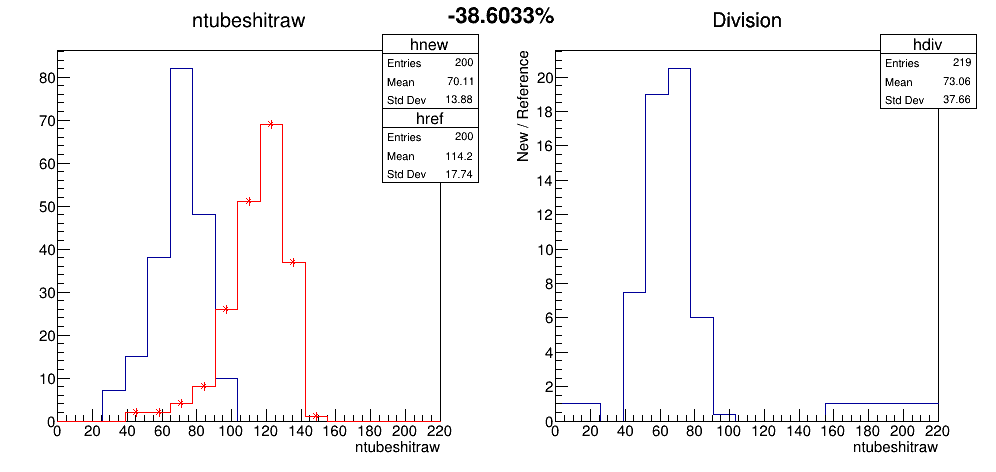 -38.6033%
ntubeshitraw
hnew
Entries 200
Mean 70.11
Std Dev 13.88
href
Entries 200
Mean 114.2
Std Dev 17.74
80
70
60
50
40
30
20
10
0
0 20 40 60 80 100 120 140 160 180 200 220
ntubeshitraw
Division
hdiv
Entries 219
Mean 73.06
Std Dev 37.66
New / Reference
20
18
16
14
12
10
8
6
4
2
0
0 20 40 60 80 100 120 140 160 180 200 220
ntubeshitraw